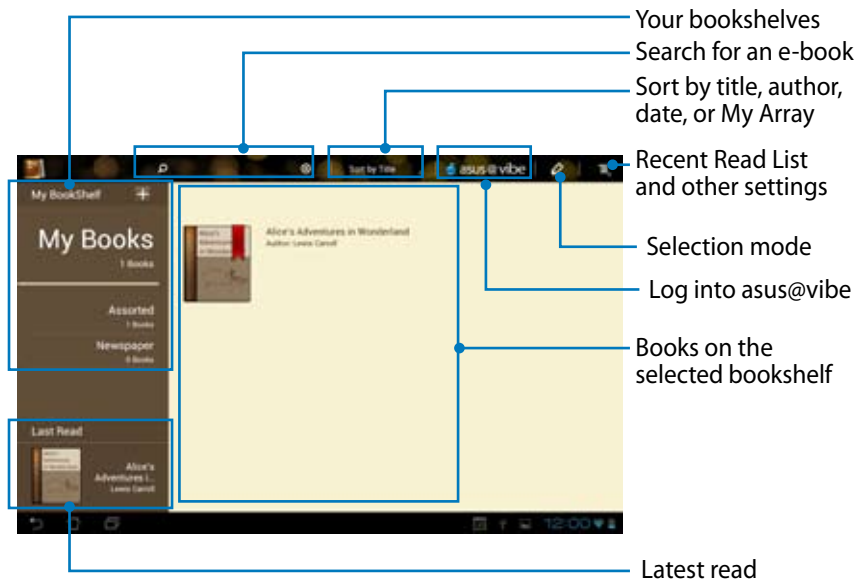 Your bookshelves
Search for an e-book
Sort by title, author,
date, or My Array
Recent Read List
and other settings
Selection mode
Log into asus@vibe
Books on the
selected bookshelf
Latest read
Sort by Title
asus@vibe
My BookShelf
My Books
1 Books
Assorted
1 Books
Newspaper
0 Books
Alice's Adventures in Wonderland
Author: Lewis Carroll
Last Read
Alice's
Adventures i...
Lewis Carroll
12:00